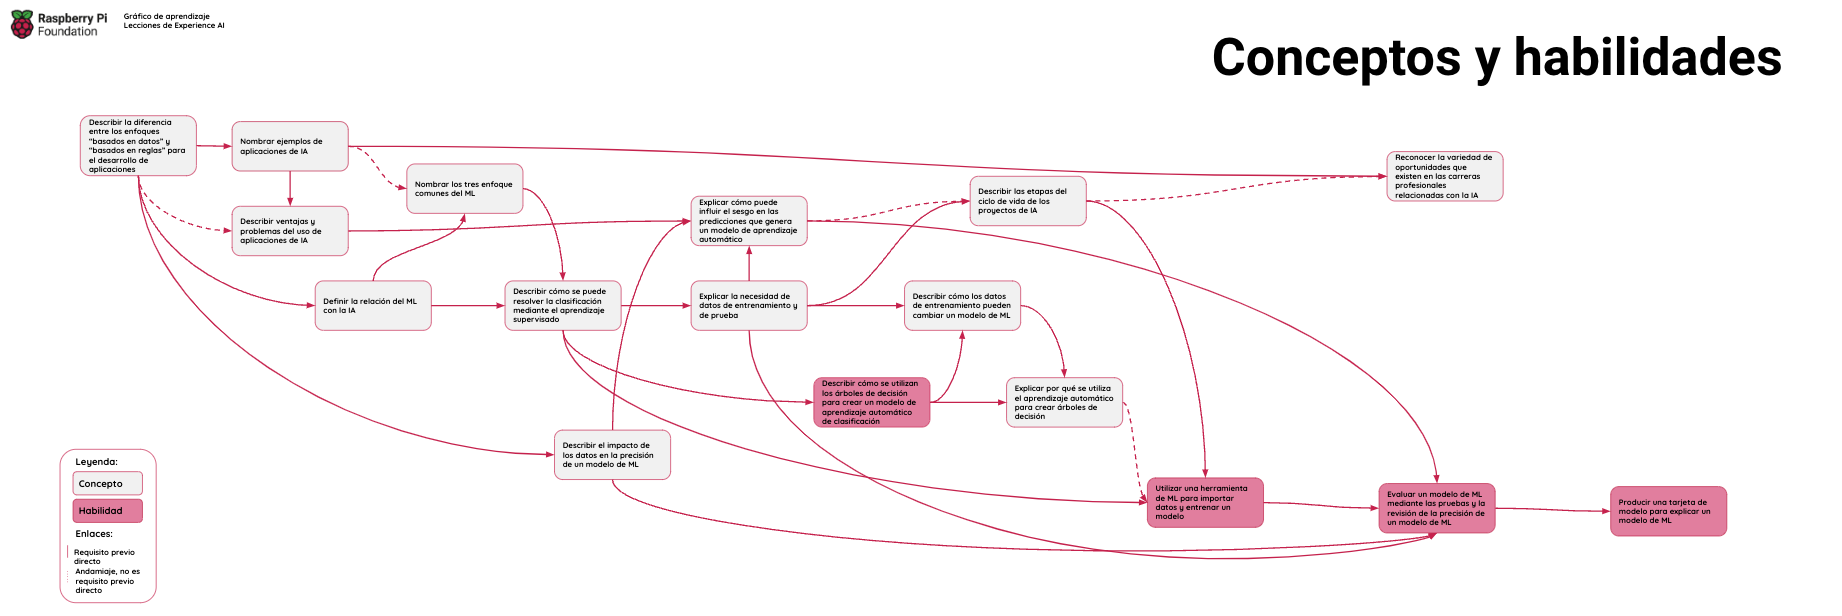 Raspberry Pi
Foundation
Gráfico de aprendizaje
Lecciones de Experience AI
Conceptos y habilidades
Describir la diferencia
entre los enfoques
"basados en datos" y
"basados en reglas" para
el desarrollo de
aplicaciones
Nombrar ejemplos de
aplicaciones de IA
Nombrar los tres enfoque
comunes del ML
Describir ventajas y
problemas del uso de
aplicaciones de IA
Definir la relación del ML
con la IA
Describir cómo se puede
resolver la clasificación
mediante el aprendizaje
supervisado
Explicar cómo puede
influir el sesgo en las
predicciones que genera
un modelo de aprendizaje
automático
Explicar la necesidad de
datos de entrenamiento y
de prueba
Describir las etapas del
ciclo de vida de los
proyectos de IA
Reconocer la variedad de
oportunidades que
existen en las carreras
profesionales
relacionadas con la IA
Describir cómo los datos
de entrenamiento pueden
cambiar un modelo de ML
Describir cómo se utilizan
los árboles de decisión
para crear un modelo de
aprendizaje automático
de clasificación
Explicar por qué se utiliza
el aprendizaje automático
para crear árboles de
decisión
Describir el impacto de
los datos en la precisión
de un modelo de ML
Utilizar una herramienta
de ML para importar
datos y entrenar un
modelo
Evaluar un modelo de ML
mediante las pruebas y la
revisión de la precisión de
un modelo de ML
Producir una tarjeta de
modelo para explicar un
modelo de ML
Leyenda:
Concepto
Habilidad
Enlaces:
Requisito previo
directo
Andamiaje, no es
requisito previo
directo